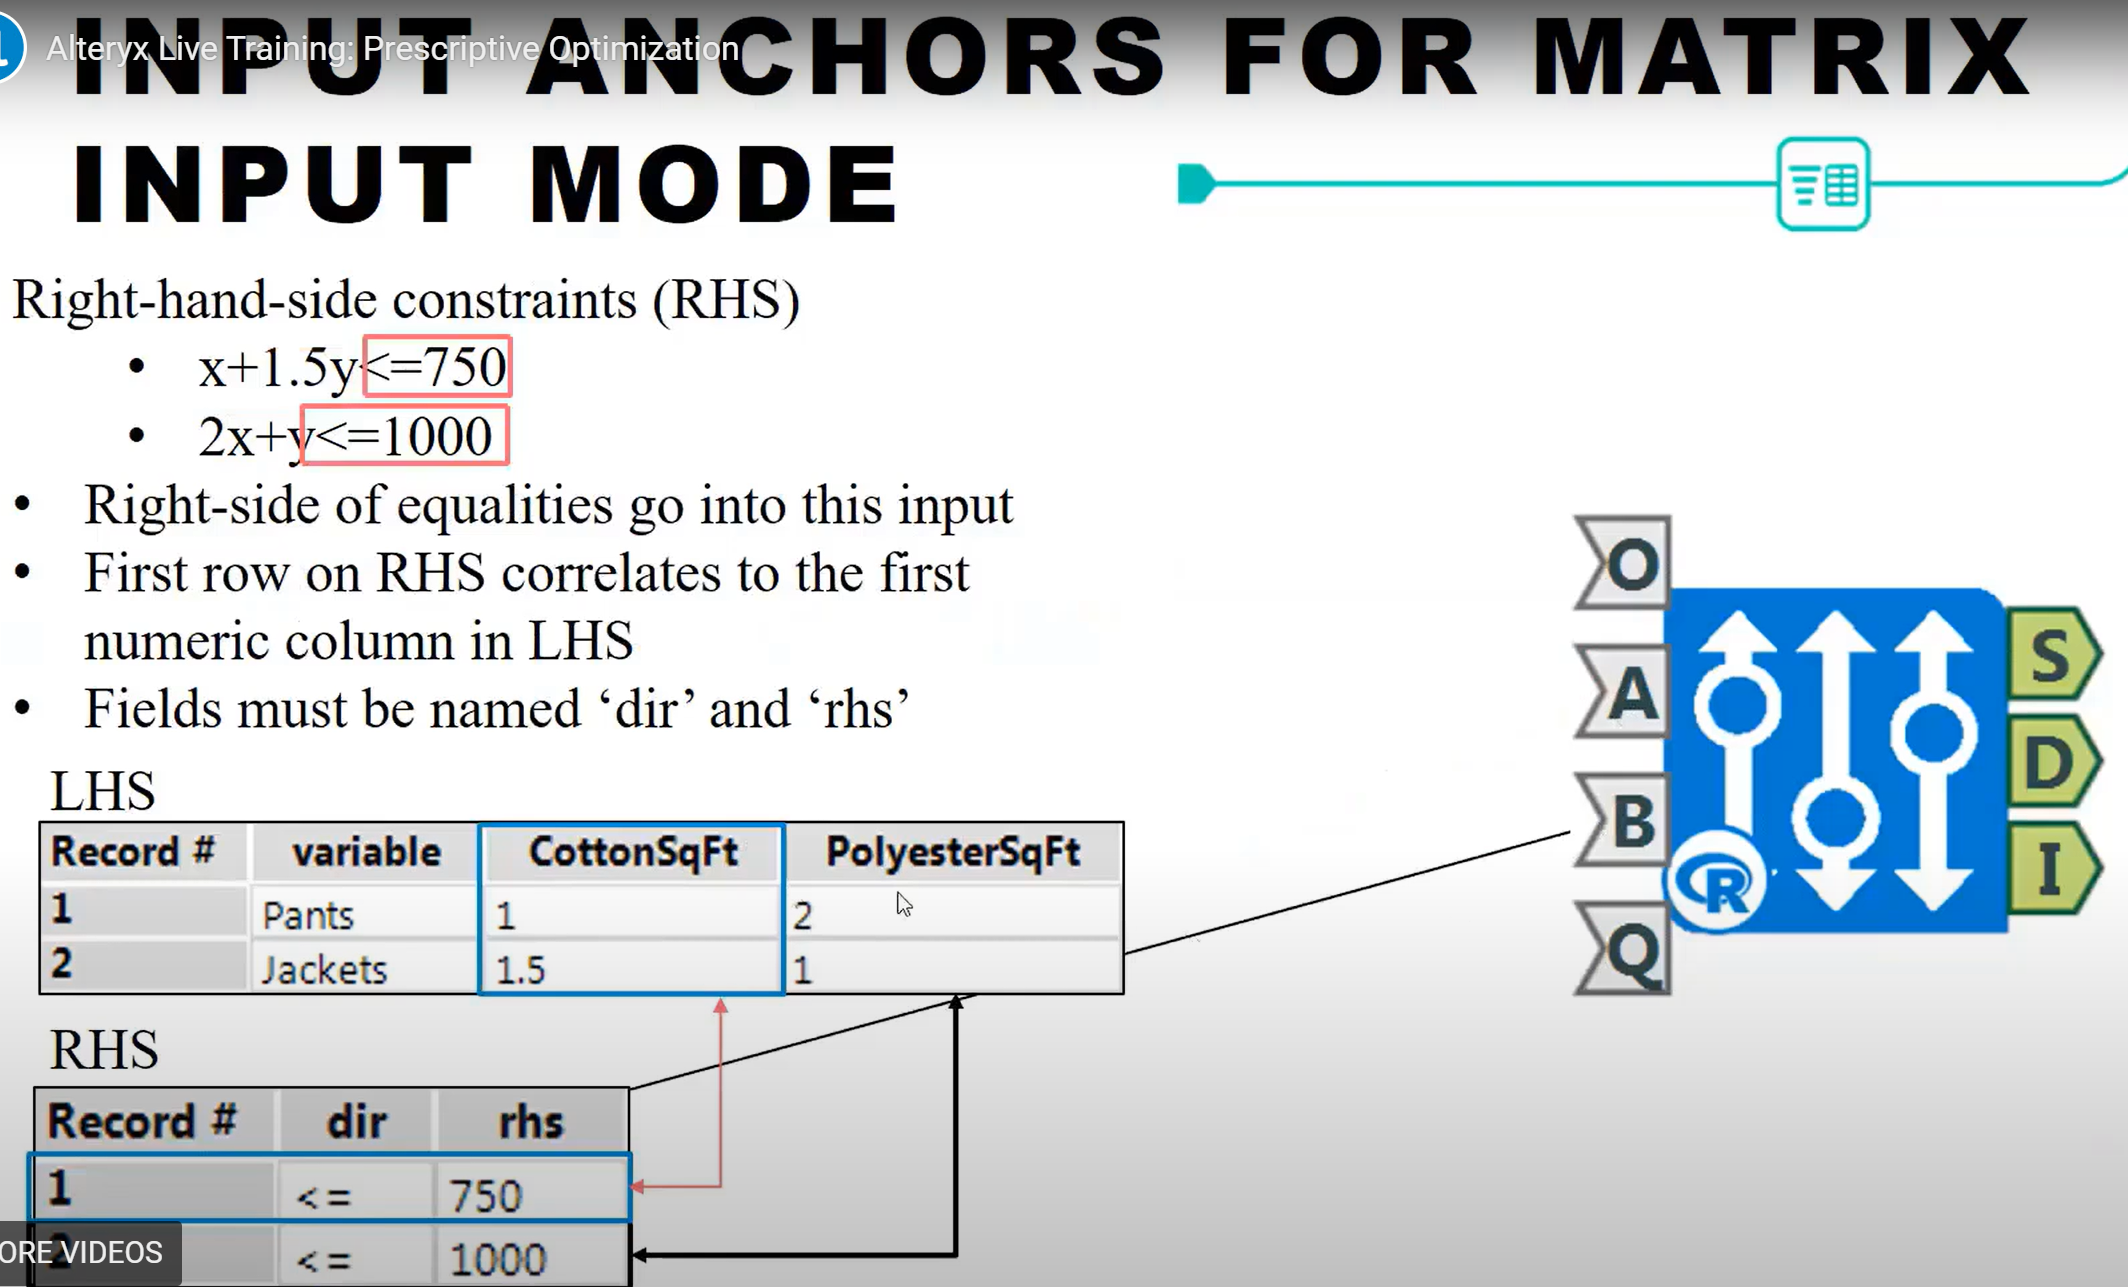 INPUT ANCHORS FOR MATRIX
Alteryx Live Training: Prescriptive Optimization
INPUT MODE
Right-hand-side constraints (RHS)
• x+1.5y<=750
• 2x+y<=1000
• Right-side of equalities go into this input
• First row on RHS correlates to the first
numeric column in LHS
• Fields must be named ‘dir’ and ‘rhs’
LHS
Record # variable CottonSqFt PolyesterSqFt
1 Pants 1 2
2 Jackets 1.5 1
RHS
Record # dir rhs
1 <= 750
2 <= 1000
ORE VIDEOS
O
A
B
Q
R
S
D
I